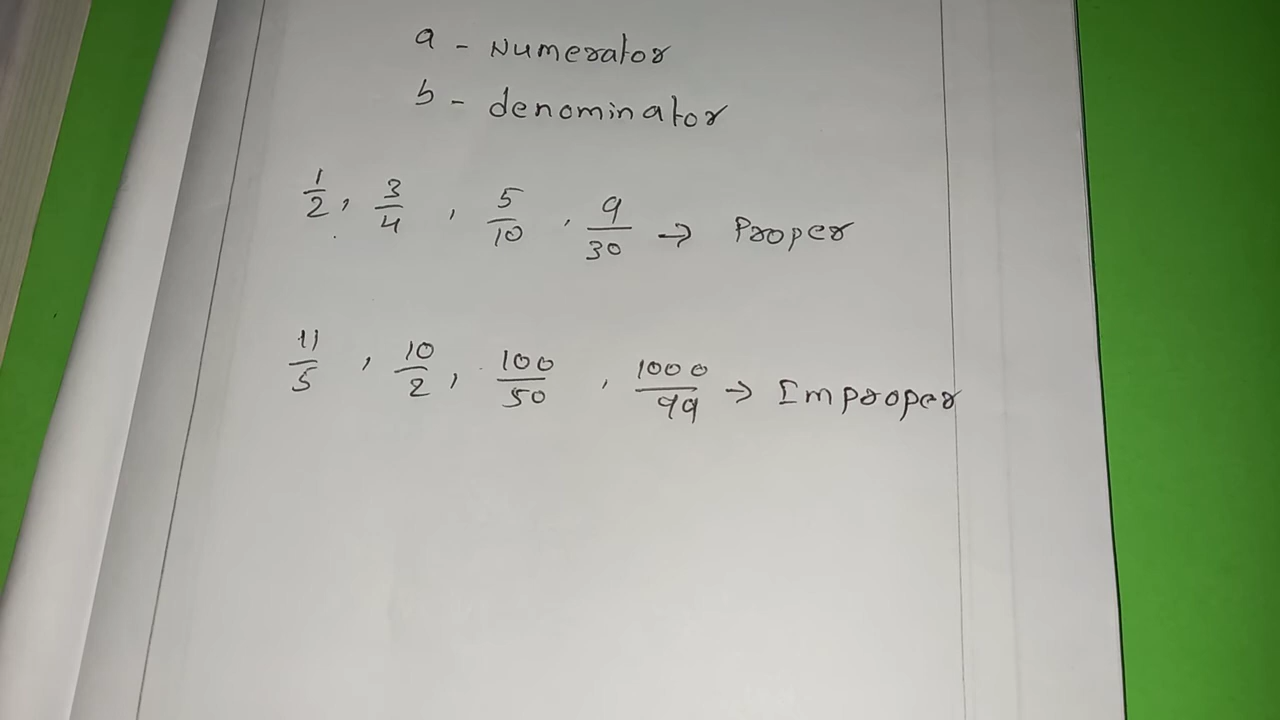 a - Numerator
b - denominator
1/2, 3/4, 5/10, 9/30 → Proper
11/5, 10/2, 100/50, 1000/99 → Improper